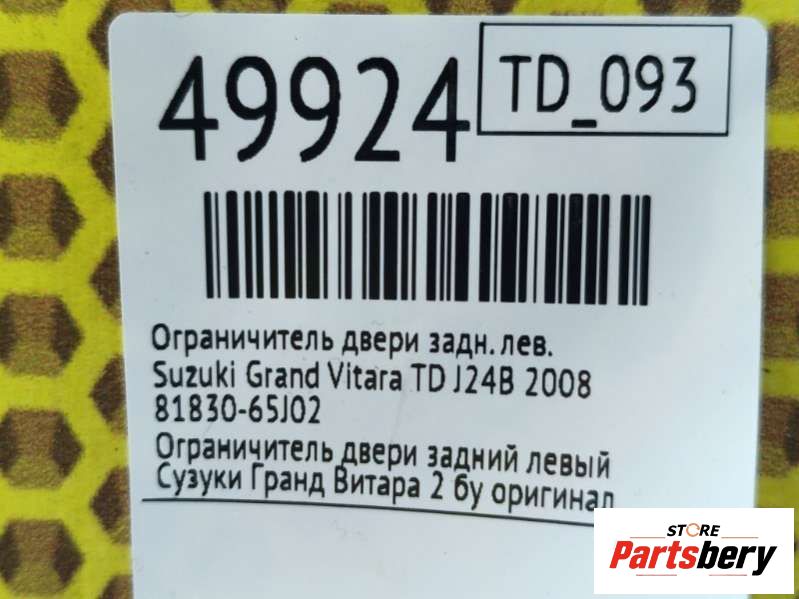 49924
TD_093
Ограничитель двери задн. лев.
Suzuki Grand Vitara TD J24B 2008
81830-65J02
Ограничитель двери задний левый
Сузуки Гранд Витара 2 бу оригинал
STORE
Partsbery